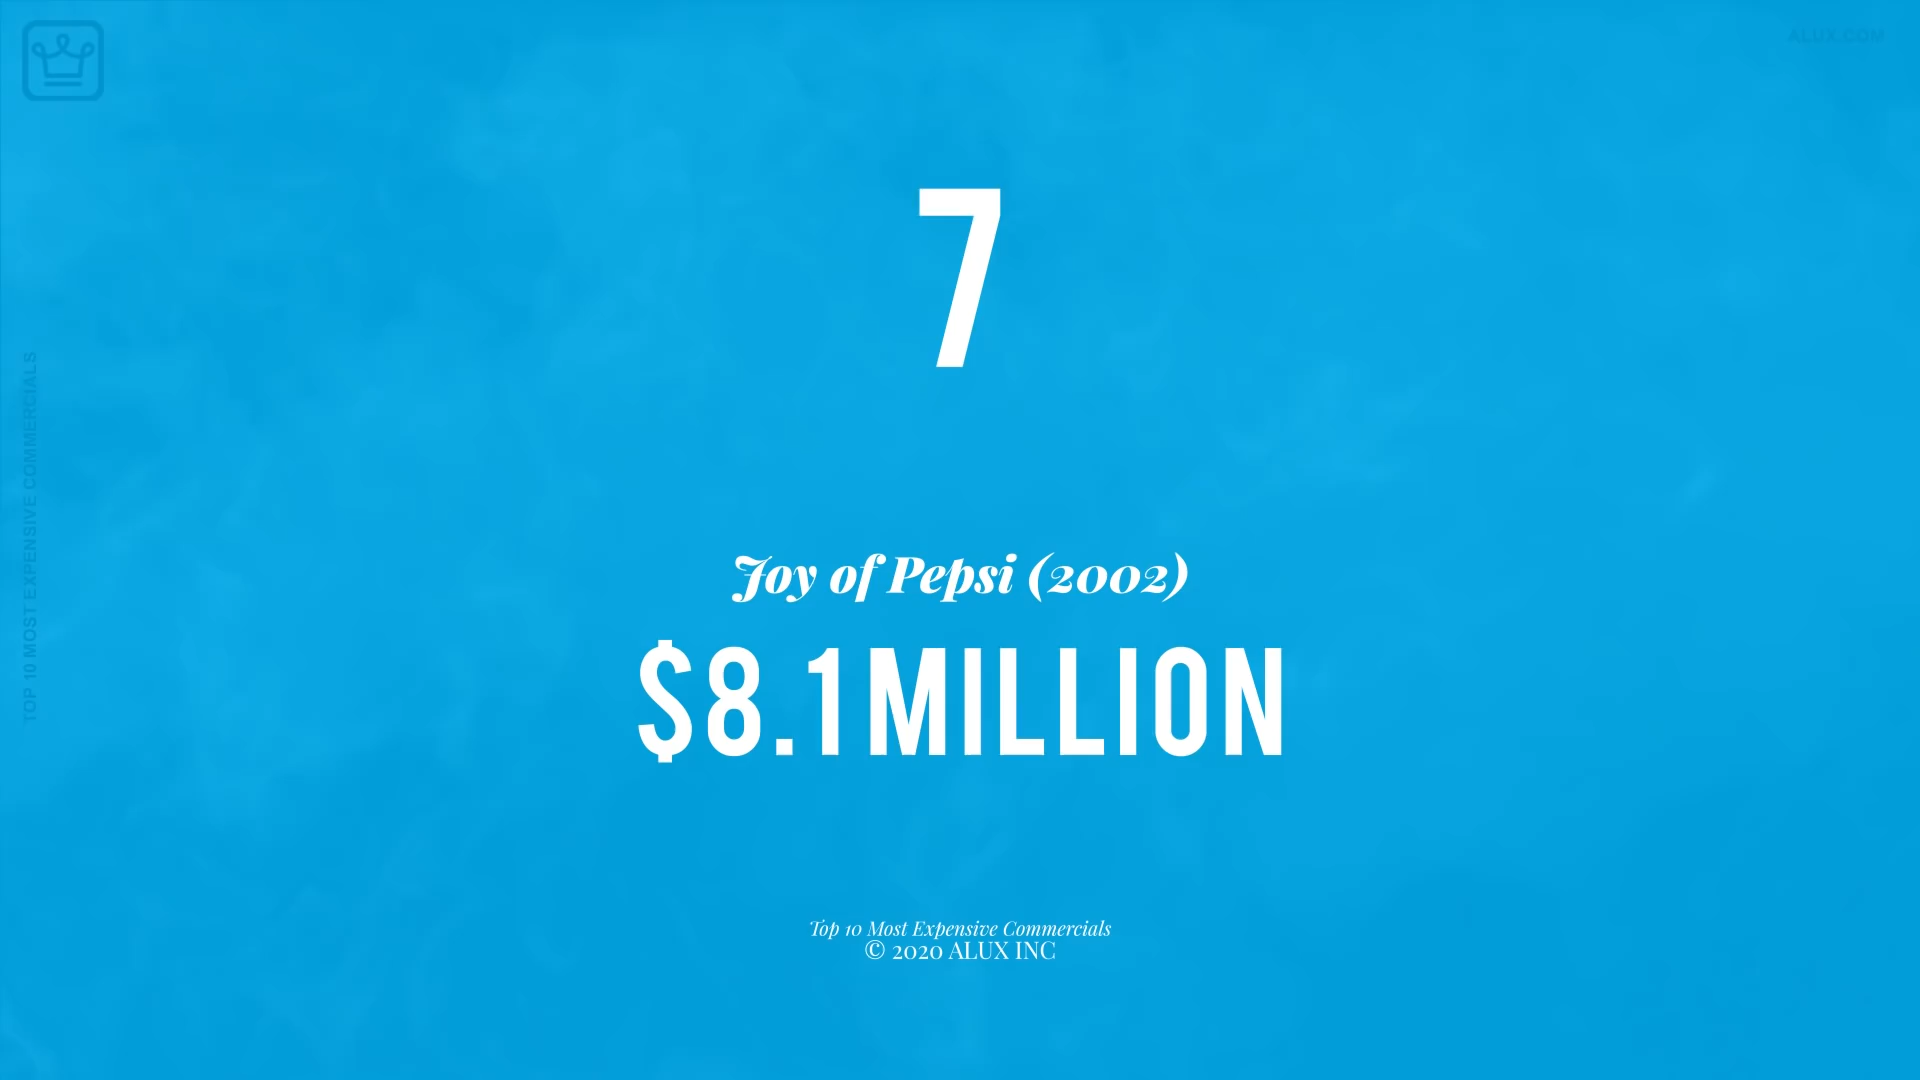 ALUX.COM
TOP 10 MOST EXPENSIVE COMMERCIALS
7
Joy of Pepsi (2002)
$8.1MILLION
Top 10 Most Expensive Commercials
© 2020 ALUX INC